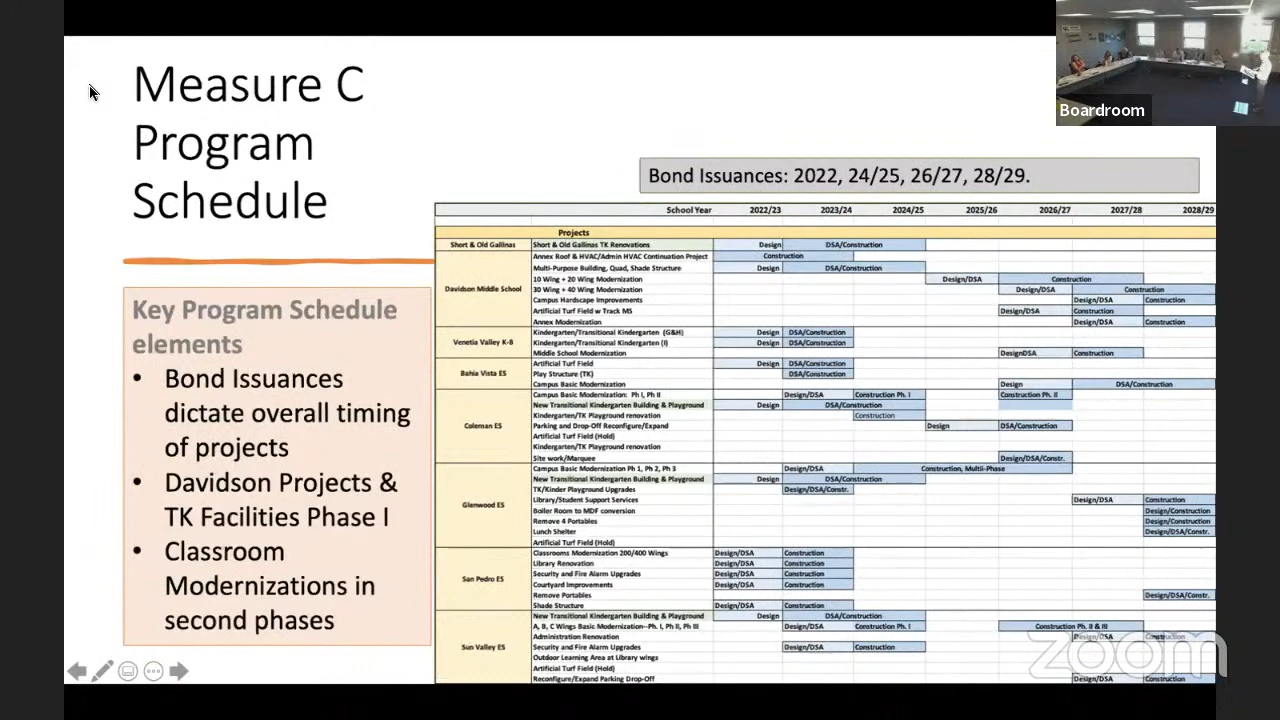 Measure C
Program
Schedule
Boardroom
Bond Issuances: 2022, 24/25, 26/27, 28/29.
Key Program Schedule
elements
• Bond Issuances
dictate overall timing
of projects
• Davidson Projects &
TK Facilities Phase I
• Classroom
Modernizations in
second phases
School Year 2022/23 2023/24 2024/25 2025/26 2026/27 2027/28 2028/29
Projects
Short & Old Gallinas Short & Old Gallinas TK Renovations Design DSA/Construction
Davidson Middle School
Annex Roof & HVAC/Admin HVAC Continuation Project Construction
Multi-Purpose Building, Quad, Shade Structure Design DSA/Construction
10 Wing + 20 Wing Modernization Design/DSA Construction
30 Wing + 40 Wing Modernization Design/DSA Construction
Campus Hardscape Improvements Design/DSA Construction
Artificial Turf Field w Track MS Design/DSA Construction
Annex Modernization Design/DSA Construction
Venetia Valley K-8
Kindergarten/Transitional Kindergarten (G&H) Design DSA/Construction
Kindergarten/Transitional Kindergarten (I) Design DSA/Construction
Middle School Modernization DesignDSA Construction
Bahia Vista ES
Artificial Turf Field Design DSA/Construction
Play Structure (TK) DSA/Construction
Campus Basic Modernization Design DSA/Construction
Coleman ES
Campus Basic Modernization: Ph I, Ph II Design/DSA Construction Ph. I Construction Ph. II
New Transitional Kindergarten Building & Playground Design DSA/Construction
Kindergarten/TK Playground renovation Construction
Parking and Drop-Off Reconfigure/Expand Design DSA/Construction
Artificial Turf Field (Hold)
Kindergarten/TK Playground renovation
Site work/Marquee Design/DSA/Constr.
Glenwood ES
Campus Basic Modernization Ph 1, Ph 2, Ph 3 Design/DSA Construction, Multi-Phase
New Transitional Kindergarten Building & Playground Design DSA/Construction
TK/Kinder Playground Upgrades Design/DSA/Constr.
Library/Student Support Services Design/DSA Construction
Boiler Room to MDF conversion Design/Construction
Remove 4 Portables Design/Construction
Lunch Shelter Design/DSA/Constr.
Artificial Turf Field (Hold)
San Pedro ES
Classrooms Modernization 200/400 Wings Design/DSA Construction
Library Renovation Design/DSA Construction
Security and Fire Alarm Upgrades Design/DSA Construction
Courtyard Improvements Design/DSA Construction
Remove Portables Design/DSA/Constr.
Shade Structure Design/DSA Construction
Sun Valley ES
New Transitional Kindergarten Building & Playground Design DSA/Construction
A, B, C Wings Basic Modernization--Ph. I, Ph II, Ph III Design/DSA Construction Ph. I Construction Ph. II & III
Administration Renovation Design/DSA Construction
Security and Fire Alarm Upgrades Design/DSA Construction
Outdoor Learning Area at Library wings
Artificial Turf Field (Hold)
Reconfigure/Expand Parking Drop-Off Design/DSA Construction
zoom